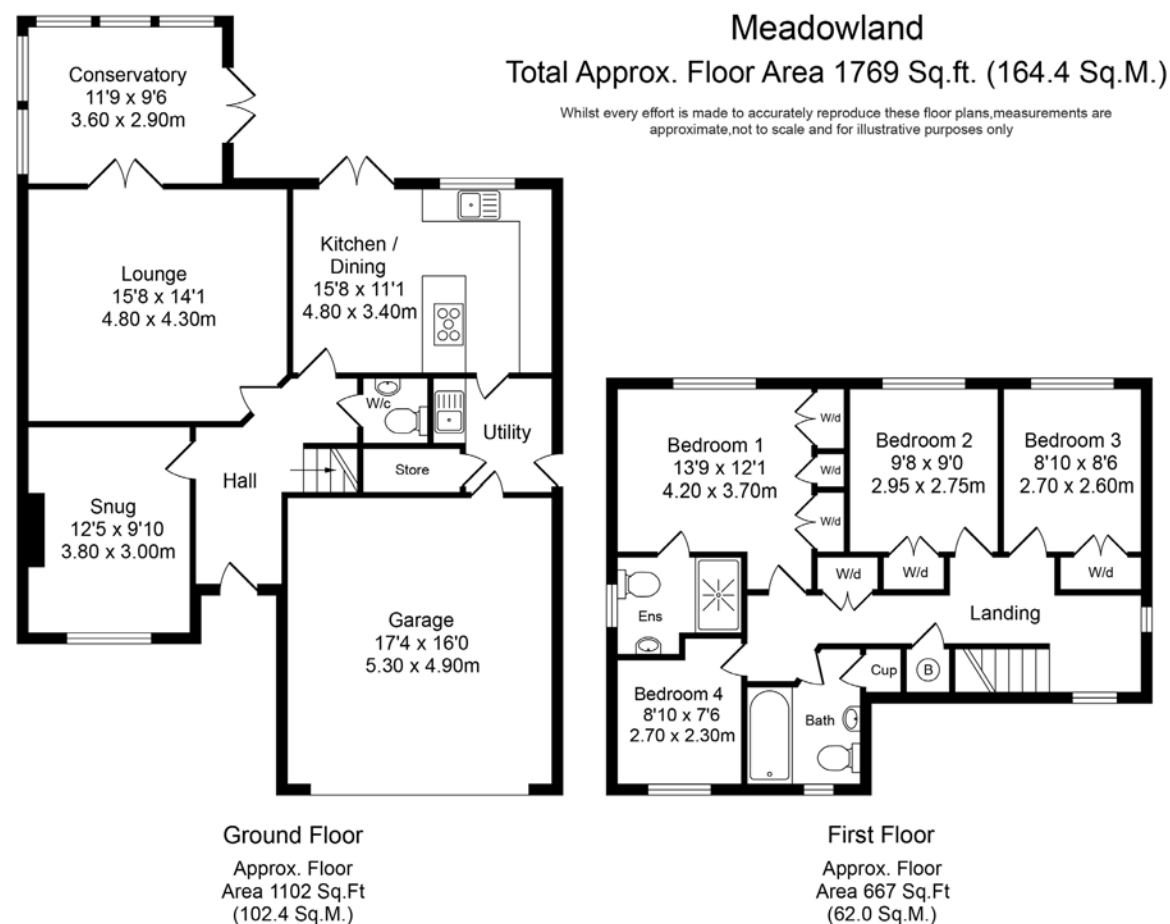 Meadowland
Total Approx. Floor Area 1769 Sq.ft. (164.4 Sq.M.)
Whilst every effort is made to accurately reproduce these floor plans,measurements are
approximate,not to scale and for illustrative purposes only
Conservatory
11'9 x 9'6
3.60 x 2.90m
Lounge
15'8 x 14'1
4.80 x 4.30m
Kitchen /
Dining
15'8 x 11'1
4.80 x 3.40m
W/c
Utility
Store
Hall
Snug
12'5 x 9'10
3.80 x 3.00m
Garage
17'4 x 16'0
5.30 x 4.90m
Ground Floor
Approx. Floor
Area 1102 Sq.Ft
(102.4 Sq.M.)
Bedroom 1
13'9 x 12'1
4.20 x 3.70m
W/d
W/d
W/d
Bedroom 2
9'8 x 9'0
2.95 x 2.75m
Bedroom 3
8'10 x 8'6
2.70 x 2.60m
W/d
W/d
W/d
Ens
Landing
Cup
B
Bedroom 4
8'10 x 7'6
2.70 x 2.30m
Bath
First Floor
Approx. Floor
Area 667 Sq.Ft
(62.0 Sq.M.)